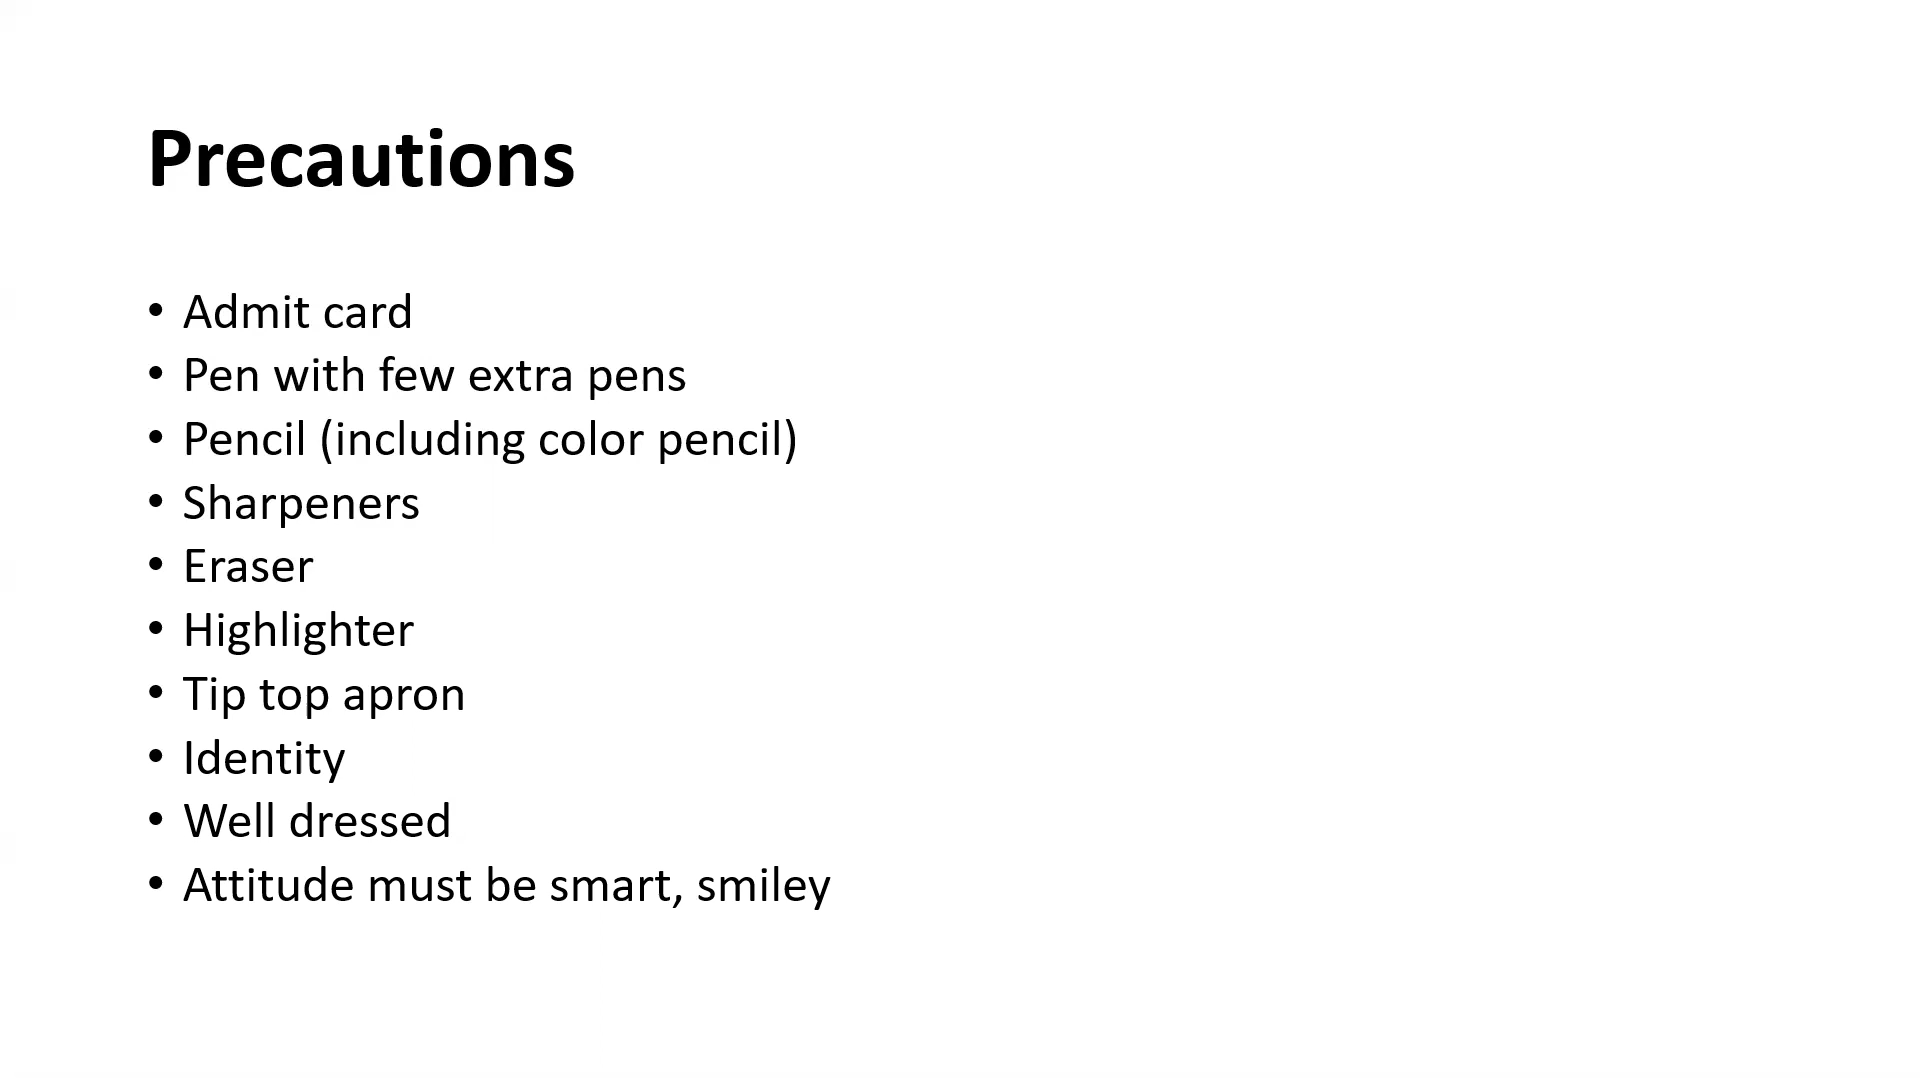 Precautions
• Admit card
• Pen with few extra pens
• Pencil (including color pencil)
• Sharpeners
• Eraser
• Highlighter
• Tip top apron
• Identity
• Well dressed
• Attitude must be smart, smiley